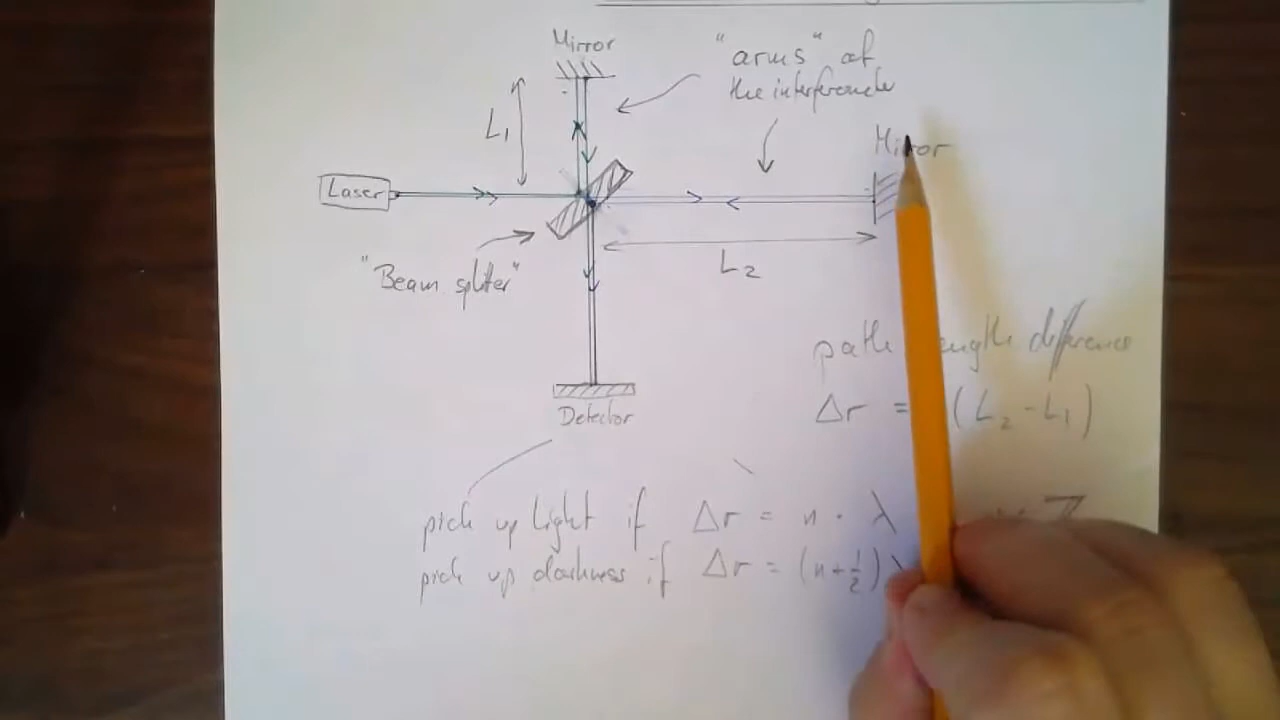 Mirror
"arms" of
the interferometer
L₁
Mirror
Laser
"Beam spliter"
L₂
path length difference
Δr = (L₂ - L₁)
Detector
pick up light if Δr = n · λ
pick up darkness if Δr = (n + 1/2) λ